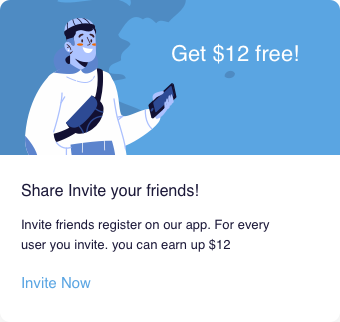 Get $12 free!
Share Invite your friends!
Invite friends register on our app. For every
user you invite. you can earn up $12
Invite Now